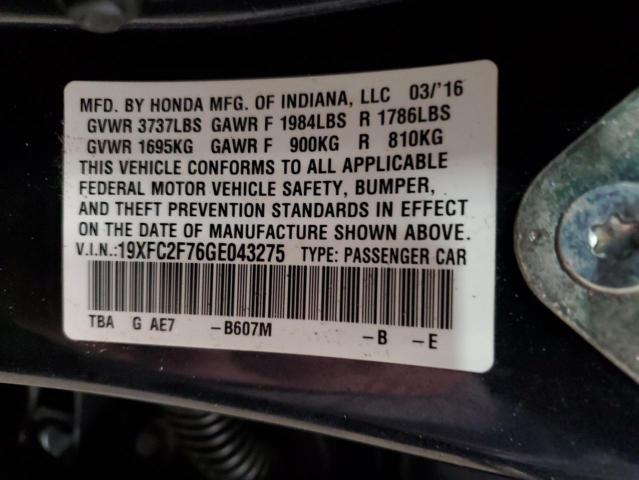 MFD. BY HONDA MFG. OF INDIANA, LLC 03/'16
GVWR 3737LBS GAWR F 1984LBS R 1786LBS
GVWR 1695KG GAWR F 900KG R 810KG
THIS VEHICLE CONFORMS TO ALL APPLICABLE
FEDERAL MOTOR VEHICLE SAFETY, BUMPER,
AND THEFT PREVENTION STANDARDS IN EFFECT
ON THE DATE OF MANUFACTURE SHOWN ABOVE.
V.I.N.:19XFC2F76GE043275 TYPE: PASSENGER CAR
TBA G AE7 -B607M -B -E